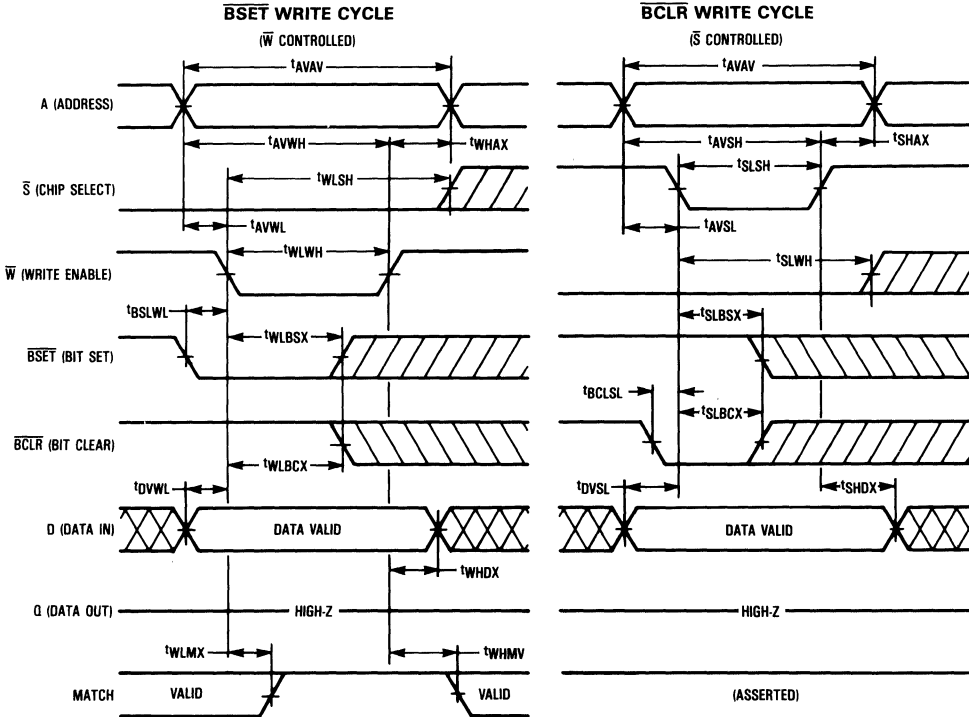 BSET WRITE CYCLE
(W CONTROLLED)
BCLR WRITE CYCLE
(S CONTROLLED)
tAVAV
tAVAV
A (ADDRESS)
tAVWH
tWHAX
tAVSH
tSHAX
tWLSH
tSLSH
S (CHIP SELECT)
tAVWL
tAVSL
tWLWH
tSLWH
W (WRITE ENABLE)
tBSLWL
tWLBSX
tSLBSX
BSET (BIT SET)
tBCLSL
tSLBCX
BCLR (BIT CLEAR)
tWLBCX
tDVWL
tDVSL
tSHDX
D (DATA IN)
DATA VALID
DATA VALID
tWHDX
Q (DATA OUT)
HIGH-Z
HIGH-Z
tWLMX
tWHMV
MATCH
VALID
VALID
(ASSERTED)